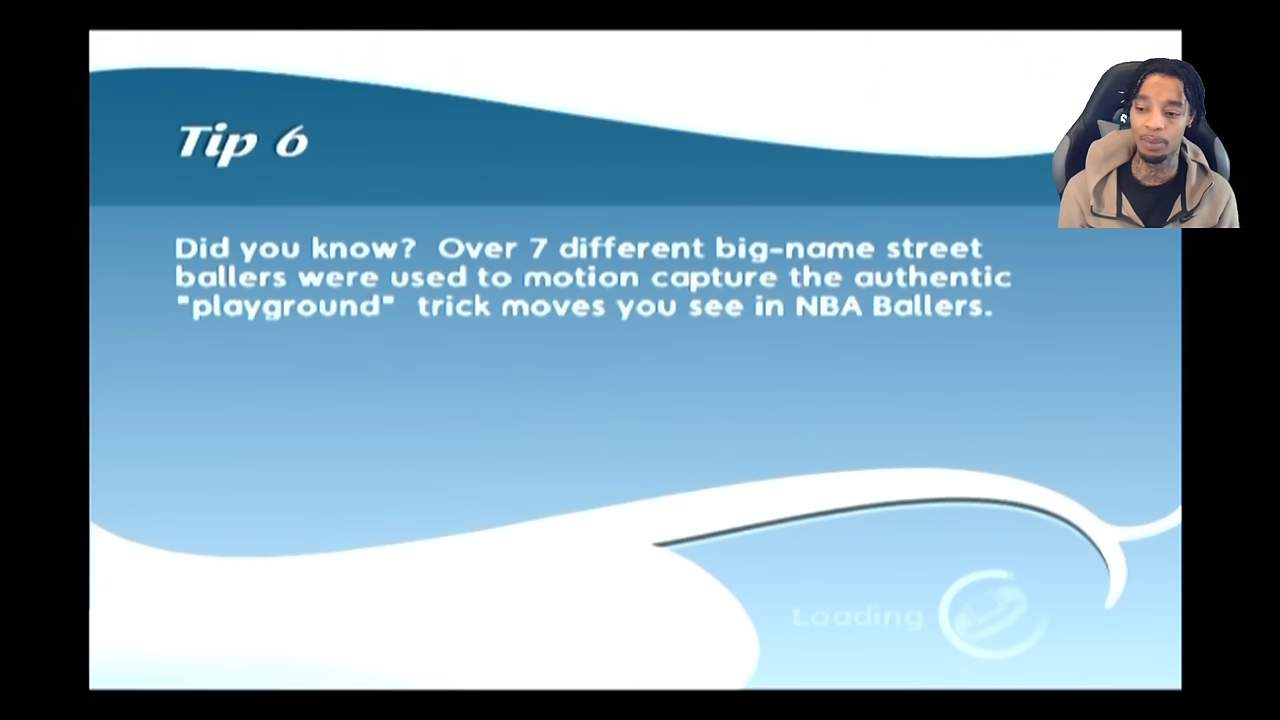 Tip 6
Did you know?  Over 7 different big-name street
ballers were used to motion capture the authentic
"playground"  trick moves you see in NBA Ballers.
Loading